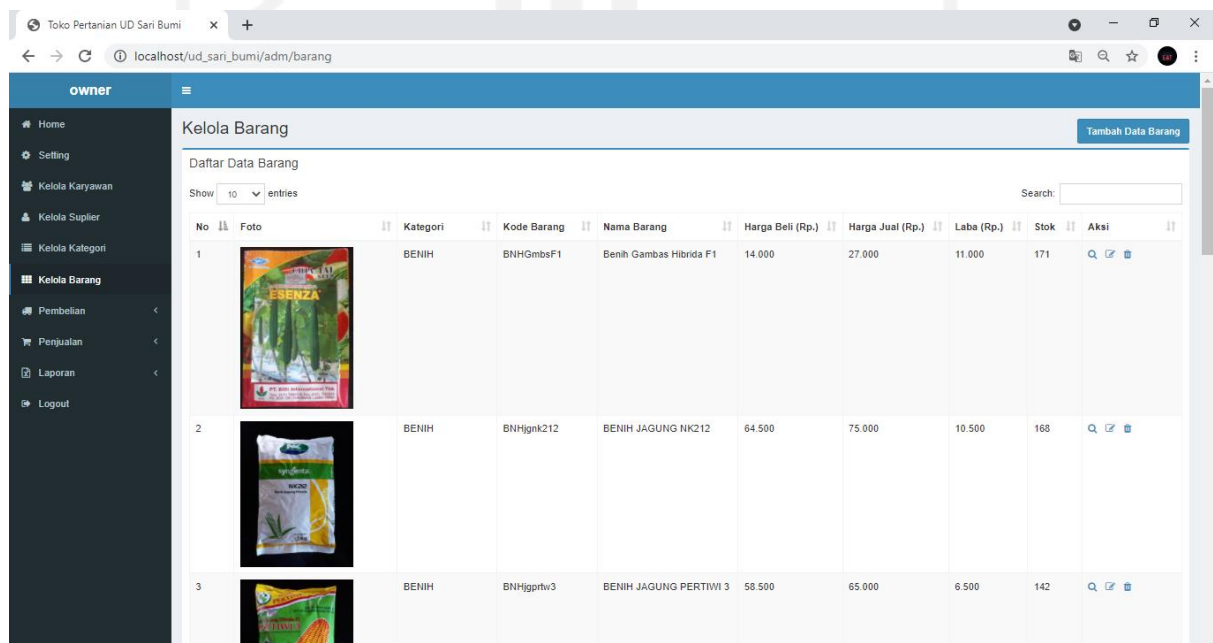 Toko Pertanian UD Sari Bumi
localhost/ud_sari_bumi/adm/barang
owner
Home
Setting
Kelola Karyawan
Kelola Suplier
Kelola Kategori
Kelola Barang
Pembelian
Penjualan
Laporan
Logout
Kelola Barang
Tambah Data Barang
Daftar Data Barang
Show 10 entries Search:
No Foto Kategori Kode Barang Nama Barang Harga Beli (Rp.) Harga Jual (Rp.) Laba (Rp.) Stok Aksi
1 BENIH BNHGmbsF1 Benih Gambas Hibrida F1 14.000 27.000 11.000 171
ESENZA
2 BENIH BNHjgnk212 BENIH JAGUNG NK212 64.500 75.000 10.500 168
syngenta
NK212
3 BENIH BNHjgprtw3 BENIH JAGUNG PERTIWI 3 58.500 65.000 6.500 142